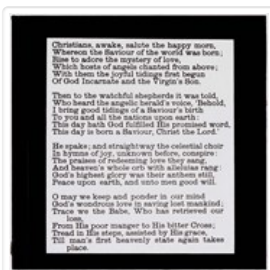 Christians, awake, salute the happy morn,
Whereon the Saviour of the world was born;
Rise to adore the mystery of love,
Which hosts of angels chanted from above;
With them the joyful tidings first begun
Of God Incarnate and the Virgin's Son.
Then to the watchful shepherds it was told,
Who heard the angelic herald's voice, 'Behold,
I bring good tidings of a Saviour's birth
To you and all the nations upon earth:
This day hath God fulfilled His promised word,
This day is born a Saviour, Christ the Lord.'
He spake; and straightway the celestial choir
In hymns of joy, unknown before, conspire:
The praises of redeeming love they sang,
And heaven's whole orb with alleluias rang:
God's highest glory was their anthem still,
Peace upon earth, and unto men good will.
O may we keep and ponder in our mind
God's wondrous love in saving lost mankind;
Trace we the Babe, Who has retrieved our
loss,
From His poor manger to His bitter Cross;
Tread in His steps, assisted by His grace,
Till man's first heavenly state again takes
place.